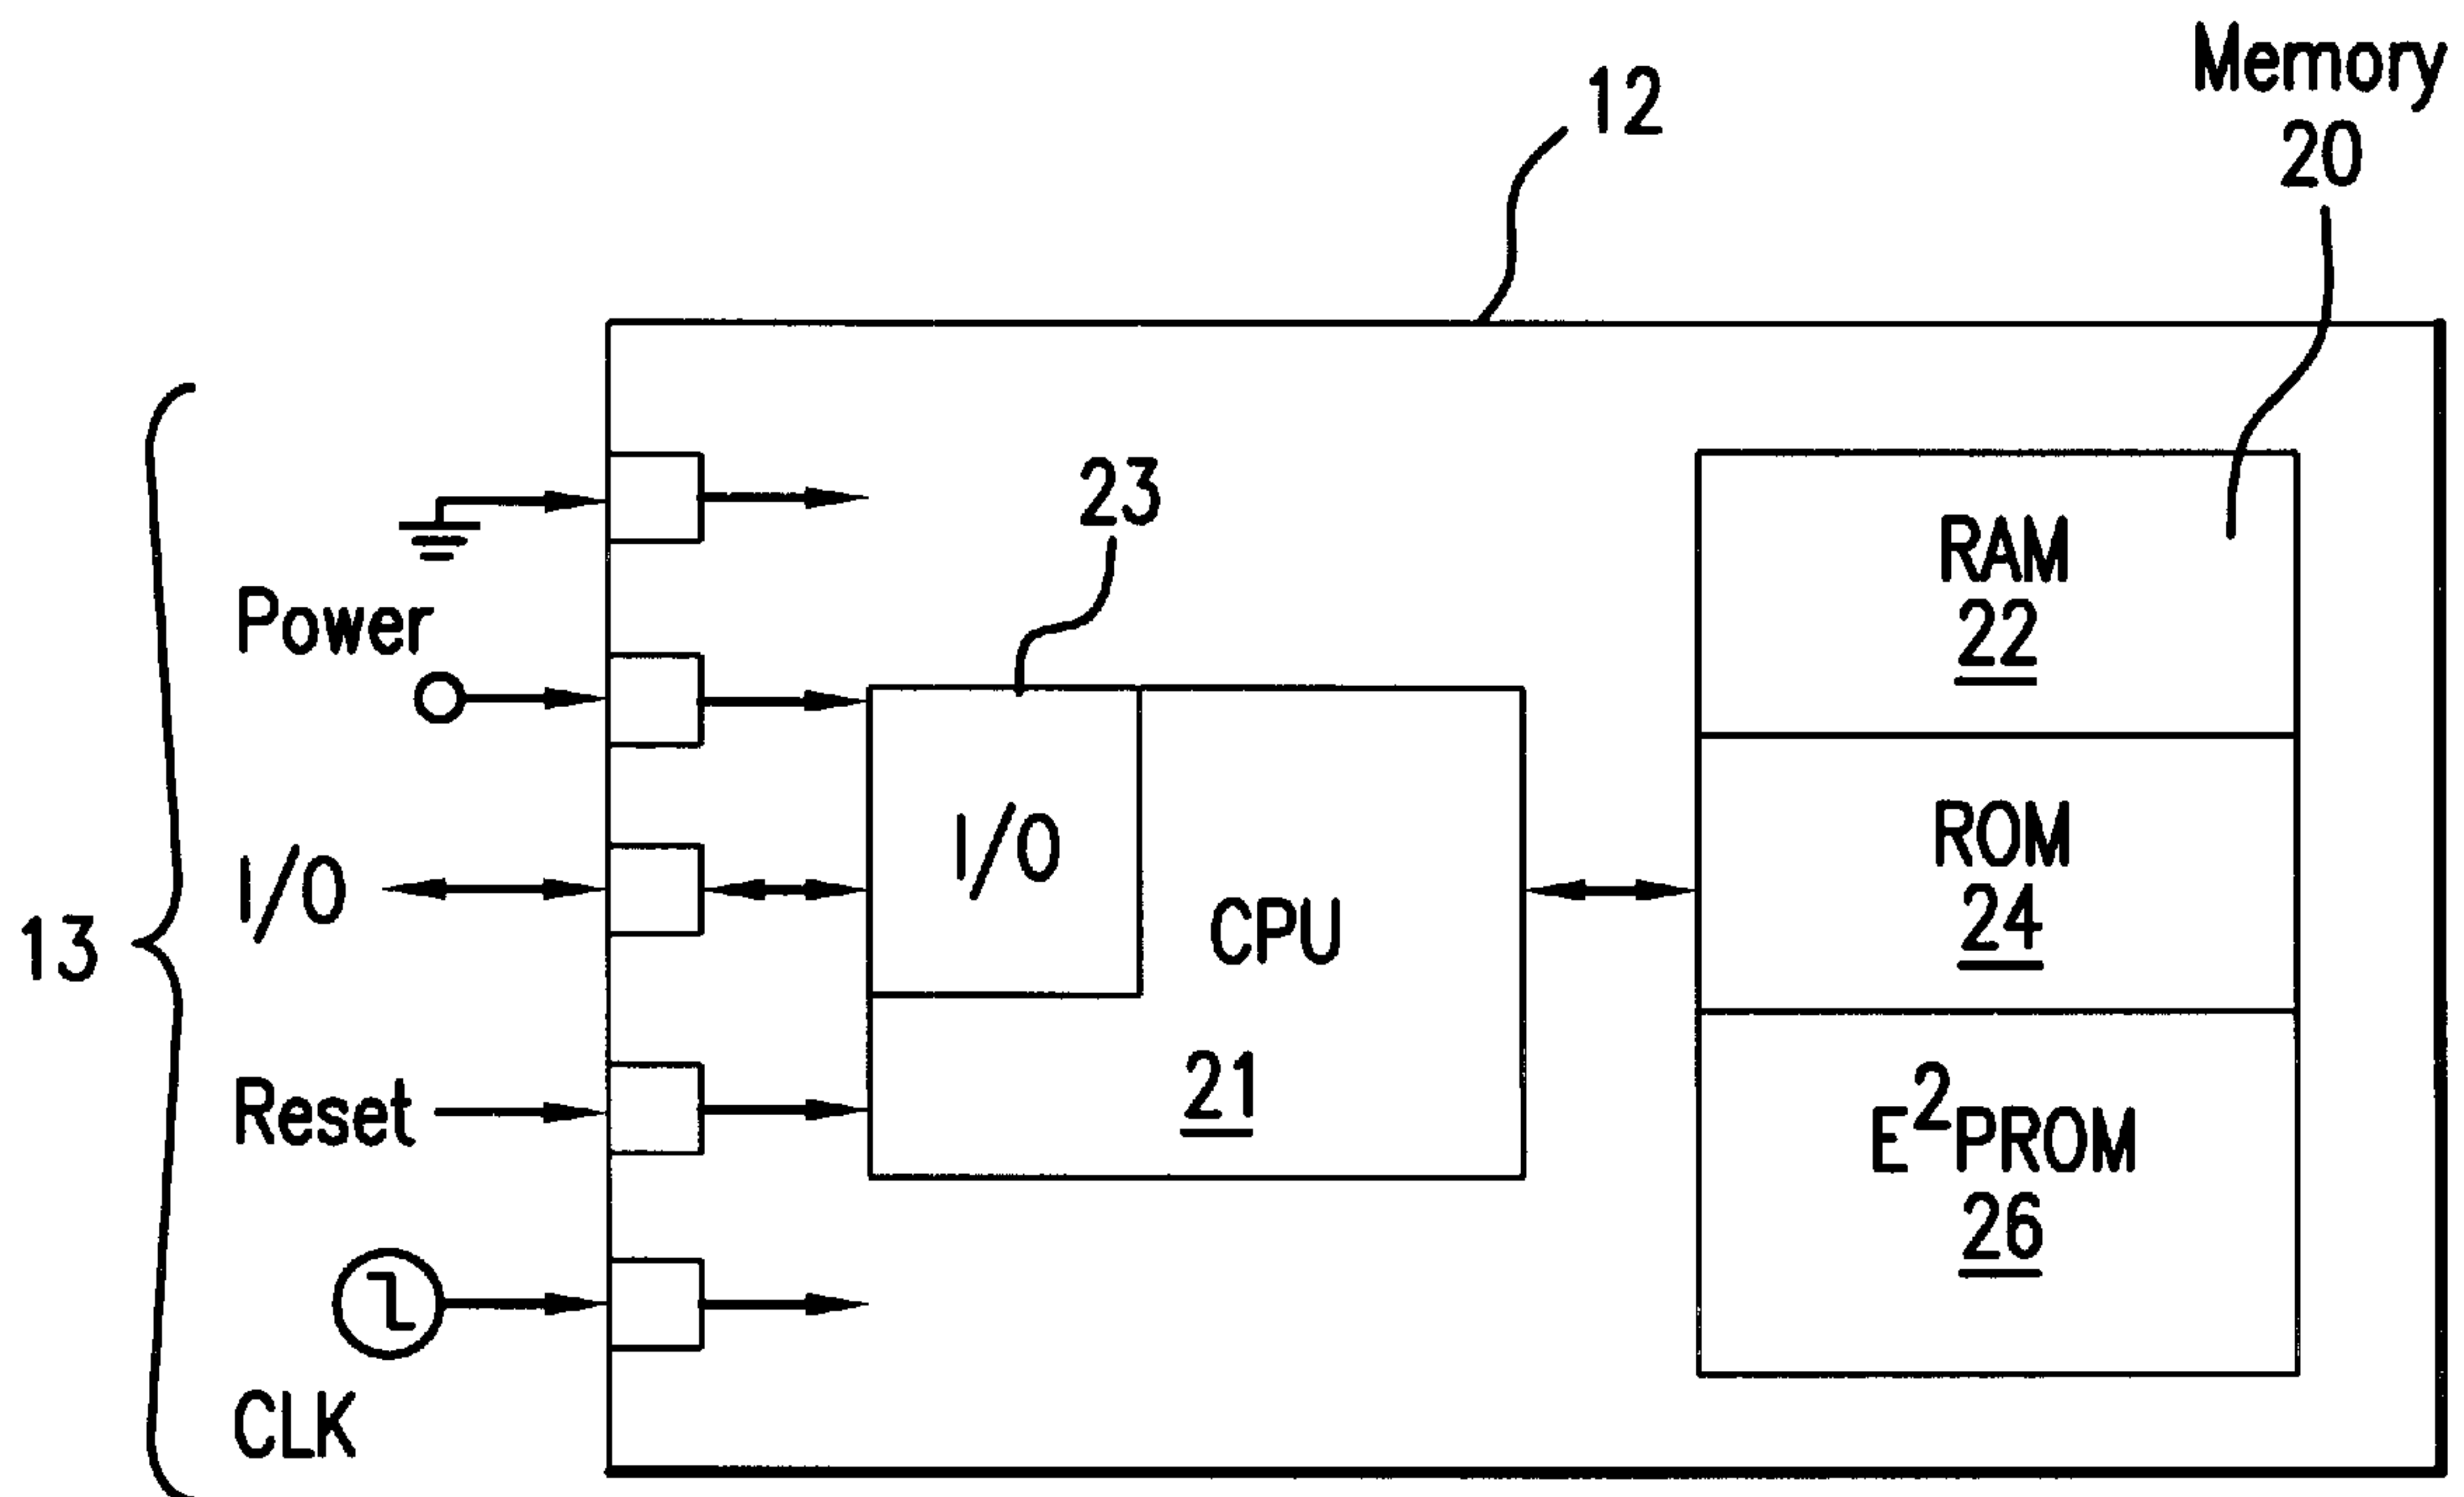 Memory
20
12
23
Power
RAM
22
I/O
I/O
CPU
ROM
24
13
Reset
21
E²PROM
26
CLK